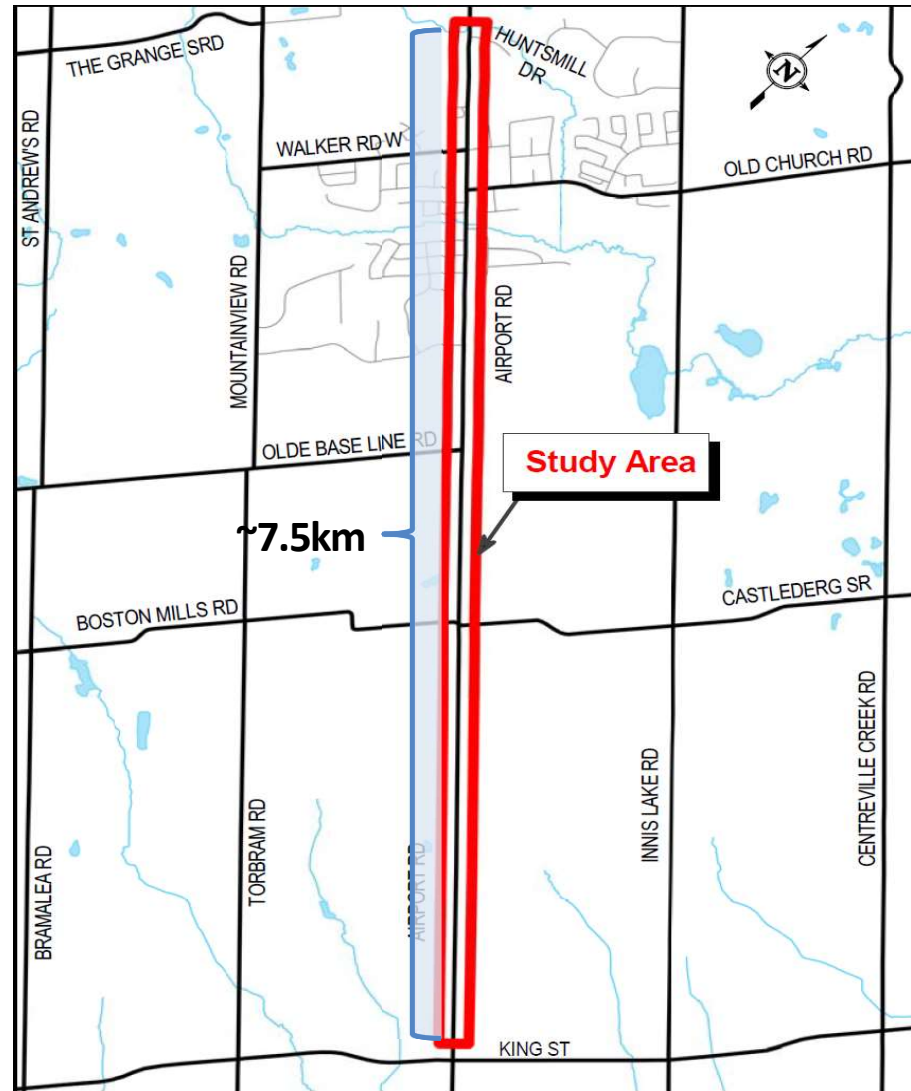 THE GRANGE SRD
HUNTSMILL
DR
N
ST ANDREWS RD
WALKER RD W
OLD CHURCH RD
MOUNTAINVIEW RD
AIRPORT RD
OLDE BASE LINE RD
Study Area
~7.5km
BOSTON MILLS RD
CASTLEDERG SR
BRAMALEA RD
TORBRAM RD
AIRPORT RD
INNIS LAKE RD
CENTREVILLE CREEK RD
KING ST